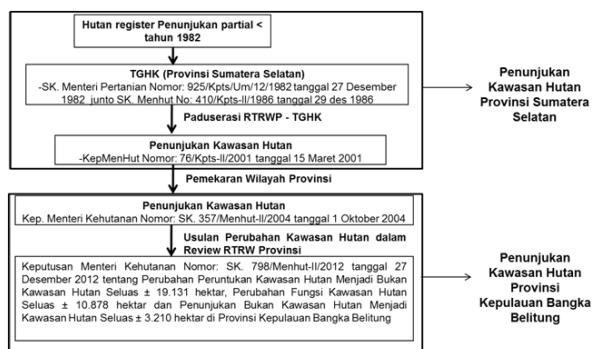 Hutan register Penunjukan partial <
tahun 1982
TGHK (Provinsi Sumatera Selatan)
-SK. Menteri Pertanian Nomor: 925/Kpts/Um/12/1982 tanggal 27 Desember
1982 junto SK. Menhut No: 410/Kpts-II/1986 tanggal 29 des 1986
Paduserasi RTRWP - TGHK
Penunjukan Kawasan Hutan
-KepMenHut Nomor: 76/Kpts-II/2001 tanggal 15 Maret 2001
Penunjukan
Kawasan Hutan
Provinsi Sumatera
Selatan
Pemekaran Wilayah Provinsi
Penunjukan Kawasan Hutan
Kep. Menteri Kehutanan Nomor: SK. 357/Menhut-II/2004 tanggal 1 Oktober 2004
Usulan Perubahan Kawasan Hutan dalam
Review RTRW Provinsi
Keputusan Menteri Kehutanan Nomor: SK. 798/Menhut-II/2012 tanggal 27
Desember 2012 tentang Perubahan Peruntukan Kawasan Hutan Menjadi Bukan
Kawasan Hutan Seluas ± 19.131 hektar, Perubahan Fungsi Kawasan Hutan
Seluas ± 10.878 hektar dan Penunjukan Bukan Kawasan Hutan Menjadi
Kawasan Hutan Seluas ± 3.210 hektar di Provinsi Kepulauan Bangka Belitung
Penunjukan
Kawasan Hutan
Provinsi
Kepulauan Bangka
Belitung